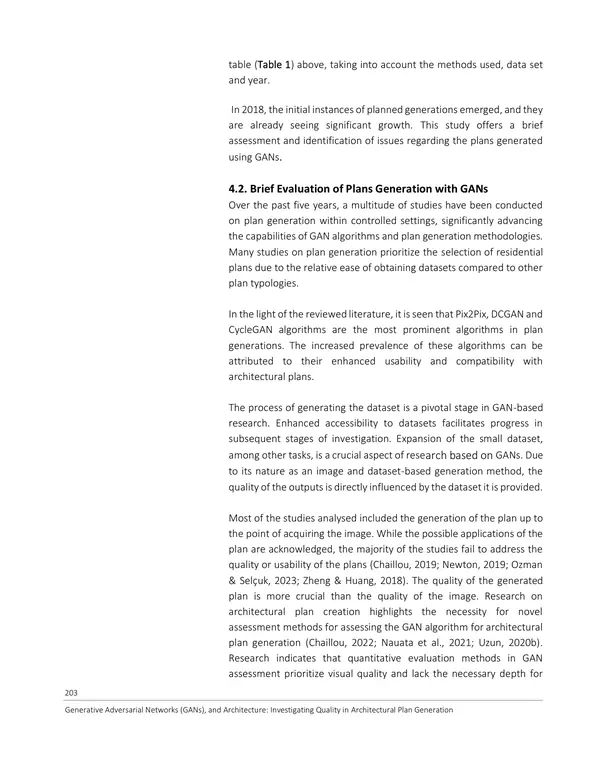 table (Table 1) above, taking into account the methods used, data set
and year.
In 2018, the initial instances of planned generations emerged, and they
are already seeing significant growth. This study offers a brief
assessment and identification of issues regarding the plans generated
using GANs.
4.2. Brief Evaluation of Plans Generation with GANs
Over the past five years, a multitude of studies have been conducted
on plan generation within controlled settings, significantly advancing
the capabilities of GAN algorithms and plan generation methodologies.
Many studies on plan generation prioritize the selection of residential
plans due to the relative ease of obtaining datasets compared to other
plan typologies.
In the light of the reviewed literature, it is seen that Pix2Pix, DCGAN and
CycleGAN algorithms are the most prominent algorithms in plan
generations. The increased prevalence of these algorithms can be
attributed to their enhanced usability and compatibility with
architectural plans.
The process of generating the dataset is a pivotal stage in GAN-based
research. Enhanced accessibility to datasets facilitates progress in
subsequent stages of investigation. Expansion of the small dataset,
among other tasks, is a crucial aspect of research based on GANs. Due
to its nature as an image and dataset-based generation method, the
quality of the outputs is directly influenced by the dataset it is provided.
Most of the studies analysed included the generation of the plan up to
the point of acquiring the image. While the possible applications of the
plan are acknowledged, the majority of the studies fail to address the
quality or usability of the plans (Chaillou, 2019; Newton, 2019; Ozman
& Selçuk, 2023; Zheng & Huang, 2018). The quality of the generated
plan is more crucial than the quality of the image. Research on
architectural plan creation highlights the necessity for novel
assessment methods for assessing the GAN algorithm for architectural
plan generation (Chaillou, 2022; Nauata et al., 2021; Uzun, 2020b).
Research indicates that quantitative evaluation methods in GAN
assessment prioritize visual quality and lack the necessary depth for
203
Generative Adversarial Networks (GANs), and Architecture: Investigating Quality in Architectural Plan Generation